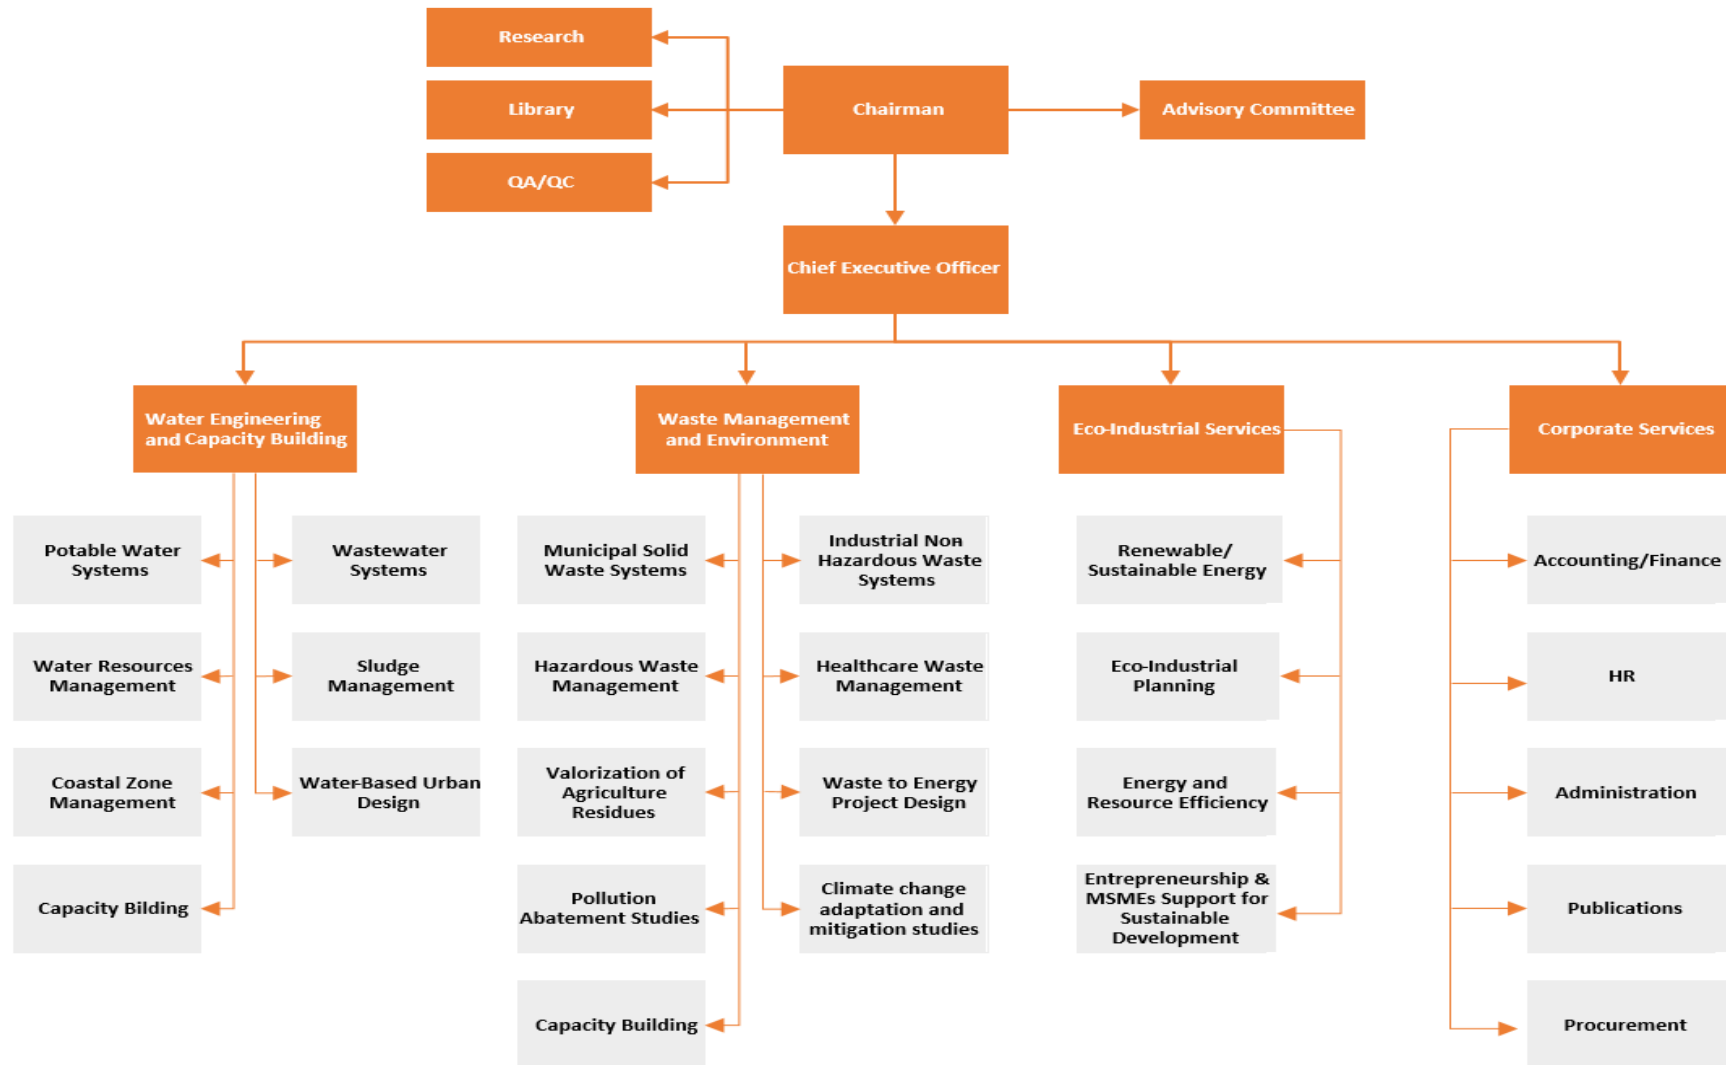 Research
Library
QA/QC
Chairman
Advisory Committee
Chief Executive Officer
Water Engineering
and Capacity Building
Waste Management
and Environment
Eco-Industrial Services
Corporate Services
Potable Water
Systems
Wastewater
Systems
Water Resources
Management
Sludge
Management
Coastal Zone
Management
Water-Based Urban
Design
Capacity Bilding
Municipal Solid
Waste Systems
Industrial Non
Hazardous Waste
Systems
Hazardous Waste
Management
Healthcare Waste
Management
Valorization of
Agriculture
Residues
Waste to Energy
Project Design
Pollution
Abatement Studies
Climate change
adaptation and
mitigation studies
Capacity Building
Renewable/
Sustainable Energy
Eco-Industrial
Planning
Energy and
Resource Efficiency
Entrepreneurship &
MSMEs Support for
Sustainable
Development
Accounting/Finance
HR
Administration
Publications
Procurement